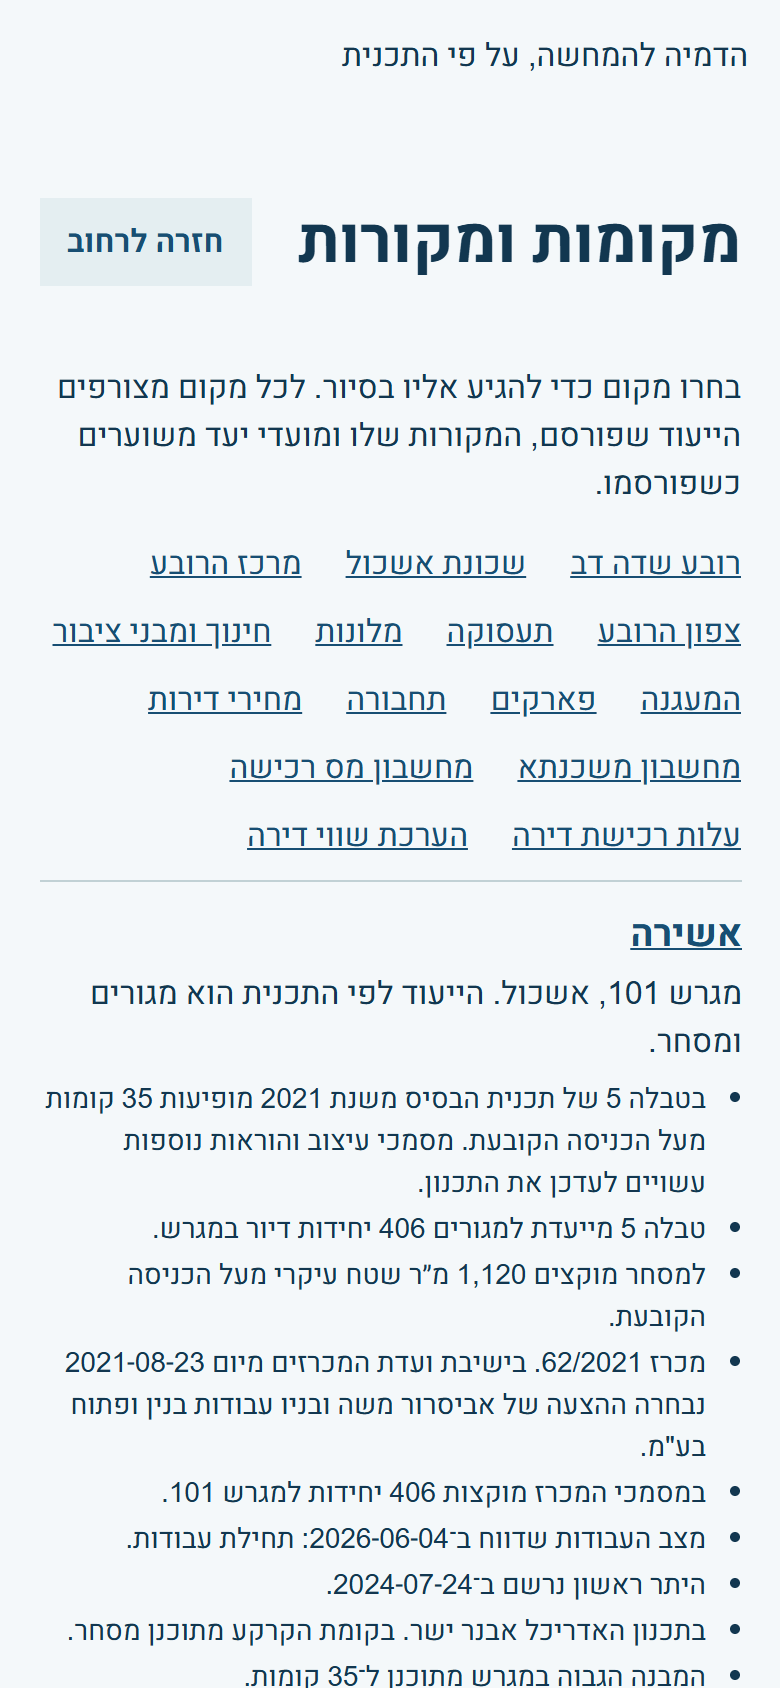 הדמיה להמחשה, על פי התכנית
מקומות ומקורות
חזרה לרחוב
בחרו מקום כדי להגיע אליו בסיור. לכל מקום מצורפים
הייעוד שפורסם, המקורות שלו ומועדי יעד משוערים
כשפורסמו.
רובע שדה דב שכונת אשכול מרכז הרובע
צפון הרובע תעסוקה מלונות חינוך ומבני ציבור
המעגנה פארקים תחבורה מחירי דירות
מחשבון משכנתא מחשבון מס רכישה
עלות רכישת דירה הערכת שווי דירה
אשירה
מגרש 101, אשכול. הייעוד לפי התכנית הוא מגורים
ומסחר.
• בטבלה 5 של תכנית הבסיס משנת 2021 מופיעות 35 קומות
מעל הכניסה הקובעת. מסמכי עיצוב והוראות נוספות
עשויים לעדכן את התכנון.
• טבלה 5 מייעדת למגורים 406 יחידות דיור במגרש.
• למסחר מוקצים 1,120 מ״ר שטח עיקרי מעל הכניסה
הקובעת.
• מכרז 62/2021. בישיבת ועדת המכרזים מיום 2021-08-23
נבחרה ההצעה של אביסרור משה ובניו עבודות בנין ופתוח
בע"מ.
• במסמכי המכרז מוקצות 406 יחידות למגרש 101.
• מצב העבודות שדווח ב־2026-06-04: תחילת עבודות.
• היתר ראשון נרשם ב־2024-07-24.
• בתכנון האדריכל אבנר ישר. בקומת הקרקע מתוכנן מסחר.
• המבנה הגבוה במגרש מתוכנן ל־35 קומות.